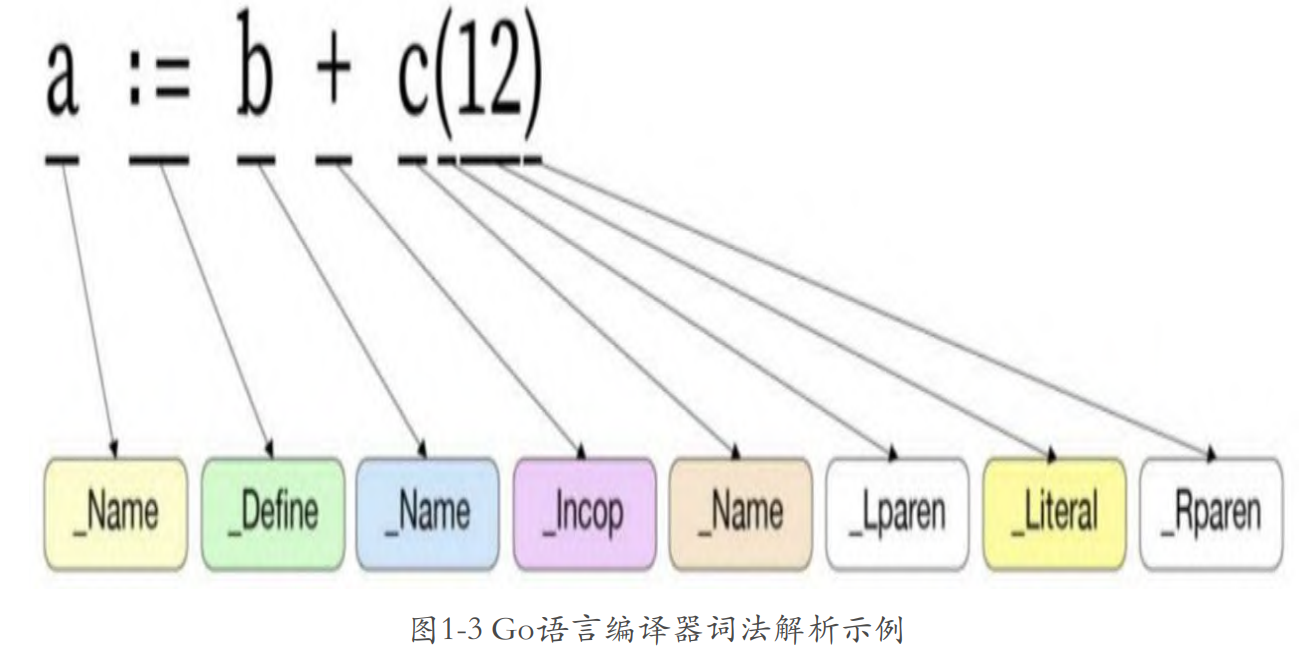 a := b + c(12)
_Name _Define _Name _Incop _Name _Lparen _Literal _Rparen
图1-3 Go语言编译器词法解析示例